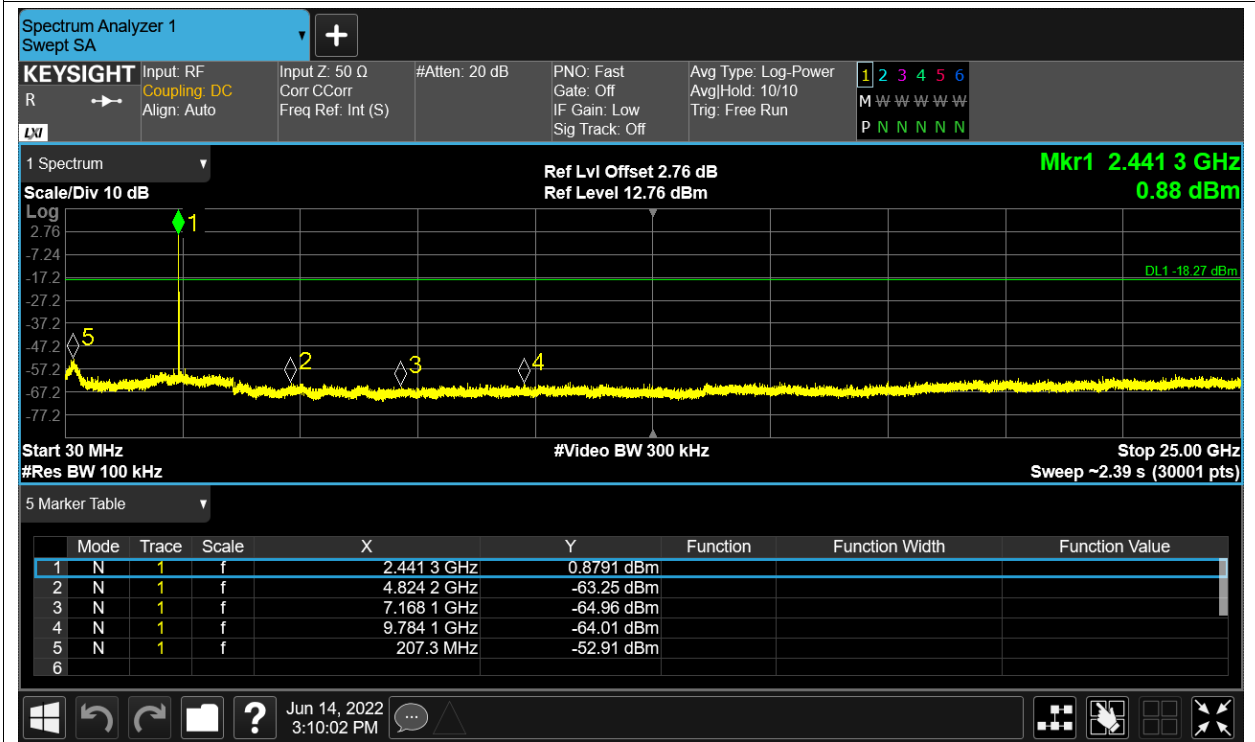 Spectrum Analyzer 1
Swept SA
+
KEYSIGHT
R
LXI
Input: RF
Coupling: DC
Align: Auto
Input Z: 50 Ω
Corr CCorr
Freq Ref: Int (S)
#Atten: 20 dB
PNO: Fast
Gate: Off
IF Gain: Low
Sig Track: Off
Avg Type: Log-Power
Avg|Hold: 10/10
Trig: Free Run
1 2 3 4 5 6
M W W W W W
P N N N N N
1 Spectrum
Scale/Div 10 dB
Ref Lvl Offset 2.76 dB
Ref Level 12.76 dBm
Mkr1 2.441 3 GHz
0.88 dBm
Log
2.76
-7.24
-17.2
-27.2
-37.2
-47.2
-57.2
-67.2
-77.2
1
DL1 -18.27 dBm
5
2
3
4
Start 30 MHz
#Video BW 300 kHz
Stop 25.00 GHz
#Res BW 100 kHz
Sweep ~2.39 s (30001 pts)
5 Marker Table
Mode Trace Scale X Y Function Function Width Function Value
1 N 1 f 2.441 3 GHz 0.8791 dBm
2 N 1 f 4.824 2 GHz -63.25 dBm
3 N 1 f 7.168 1 GHz -64.96 dBm
4 N 1 f 9.784 1 GHz -64.01 dBm
5 N 1 f 207.3 MHz -52.91 dBm
6
?
Jun 14, 2022
3:10:02 PM